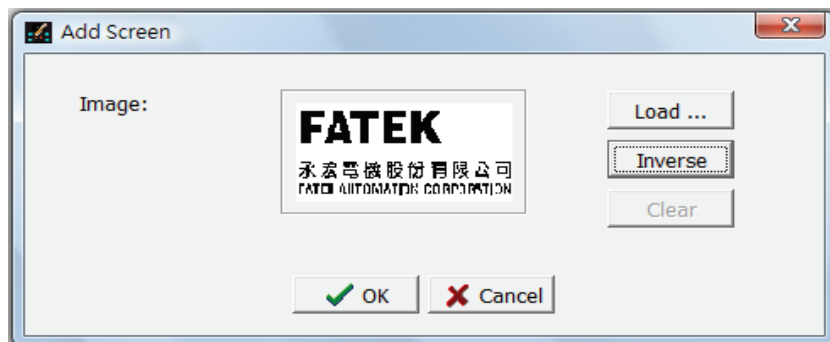 Add Screen
Image:
FATEK
永宏電機股份有限公司
FATEK AUTOMATION CORPORATION
Load ...
Inverse
Clear
OK
Cancel